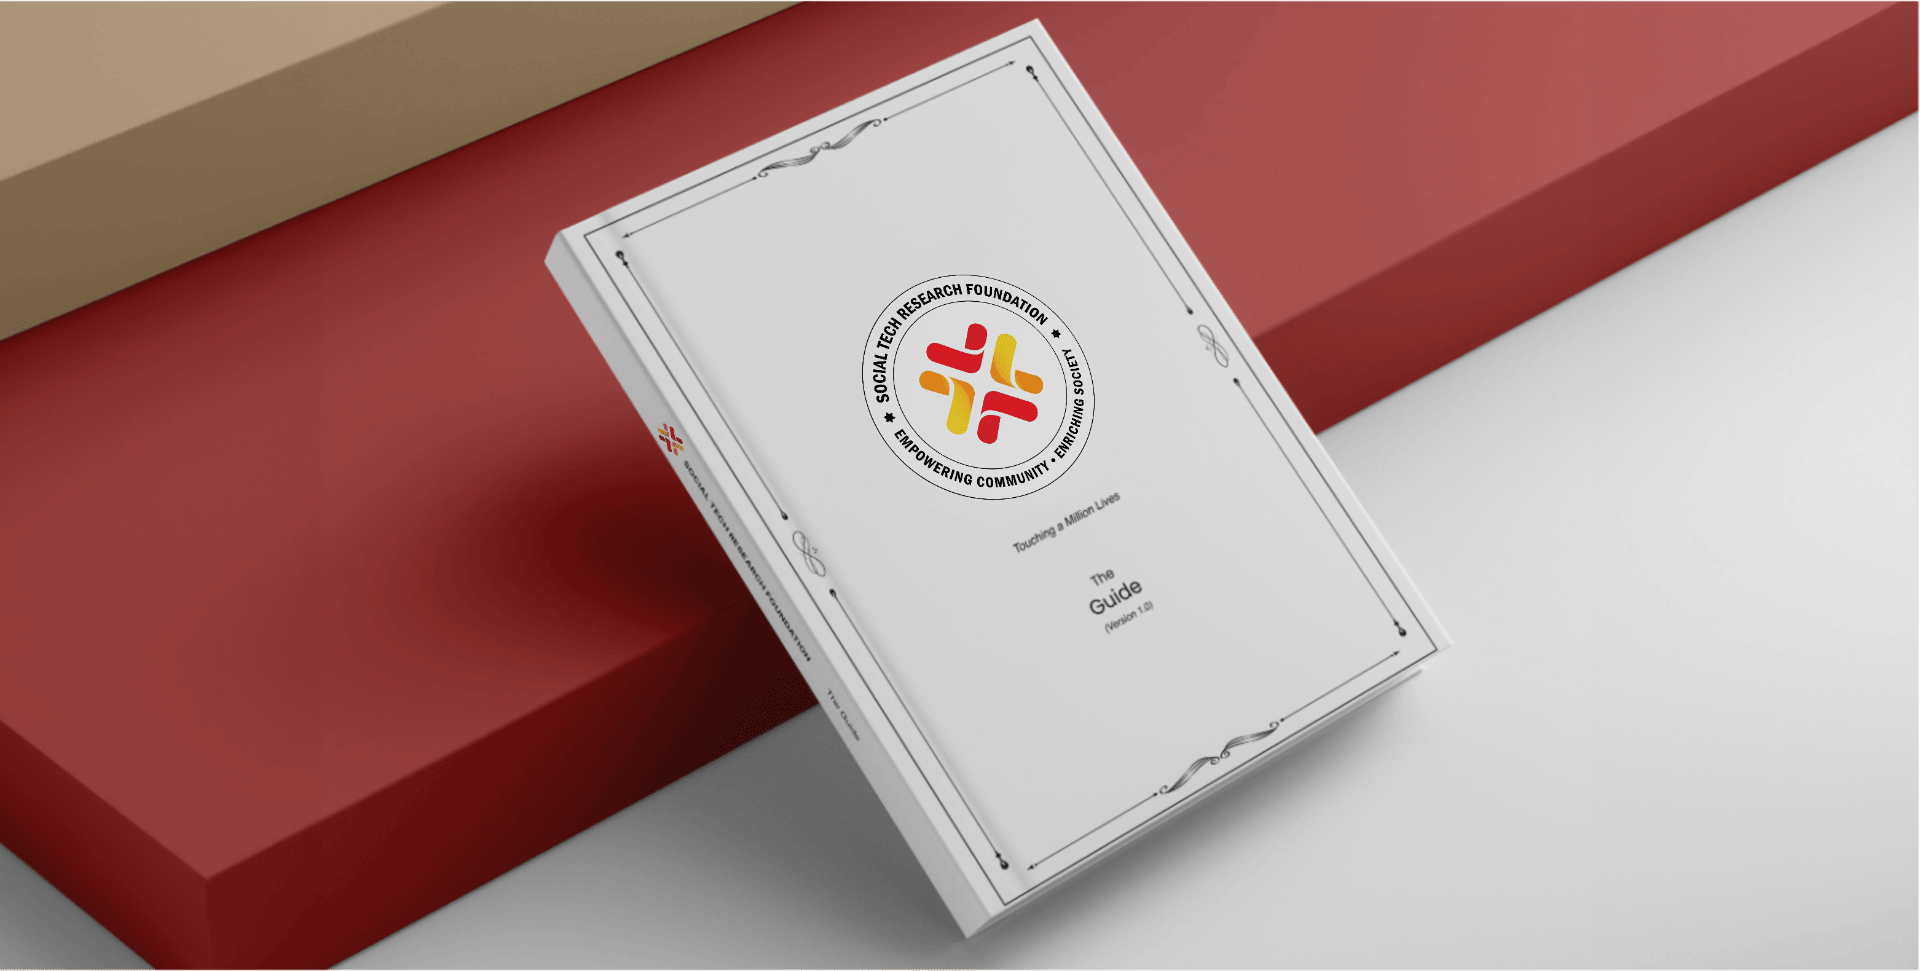 SOCIAL TECH RESEARCH FOUNDATION
EMPOWERING COMMUNITY • ENRICHING SOCIETY
Touching a Million Lives
The
Guide
(Version 1.0)
SOCIAL TECH RESEARCH FOUNDATION
The Guide